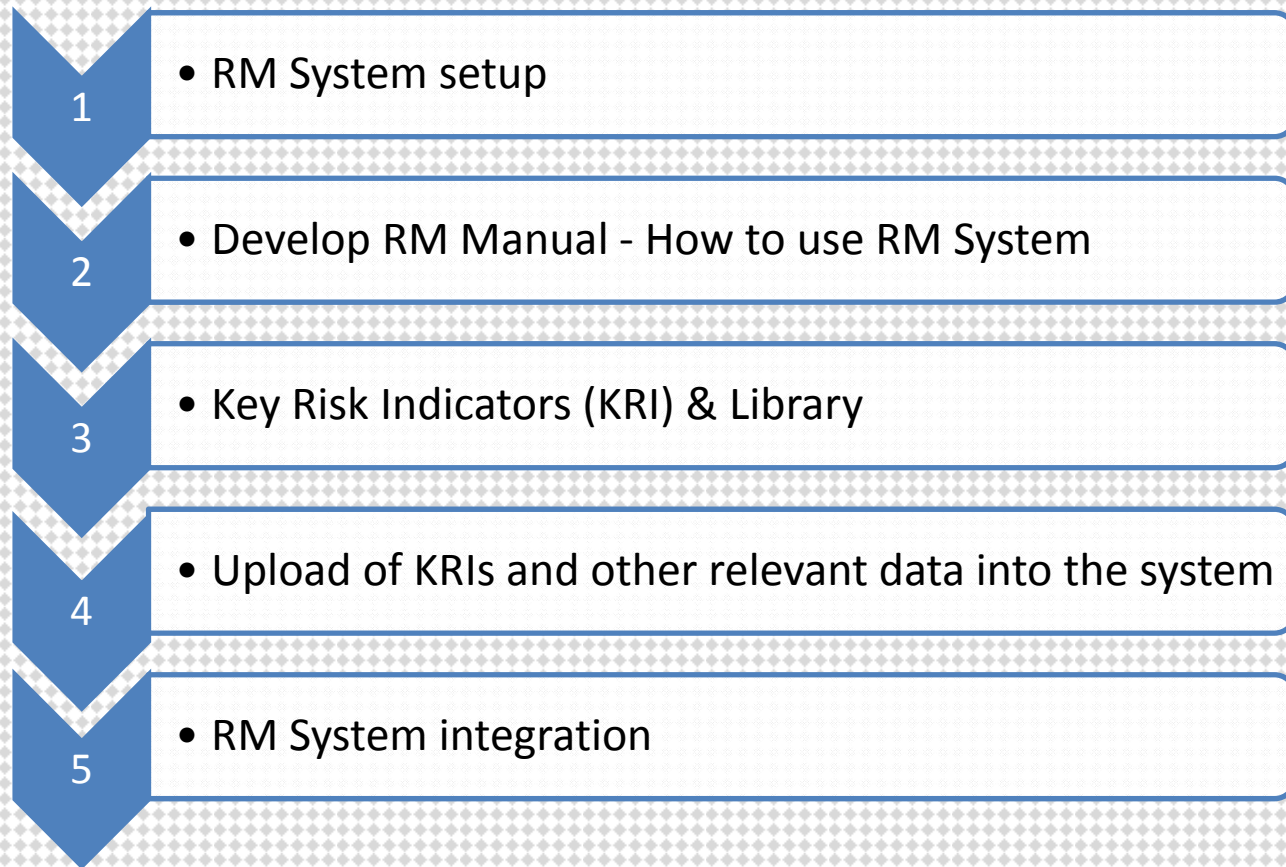 1
• RM System setup
2
• Develop RM Manual - How to use RM System
3
• Key Risk Indicators (KRI) & Library
4
• Upload of KRIs and other relevant data into the system
5
• RM System integration